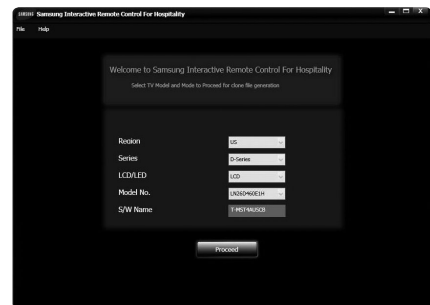 SAMSUNG Samsung Interactive Remote Control For Hospitality
File Help
Welcome to Samsung Interactive Remote Control For Hospitality
Select TV Model and Mode to Proceed for clone file generation
Region US
Series D-Series
LCD/LED LCD
Model No. LN26D460E1H
S/W Name T-MST4AUSCB
Proceed